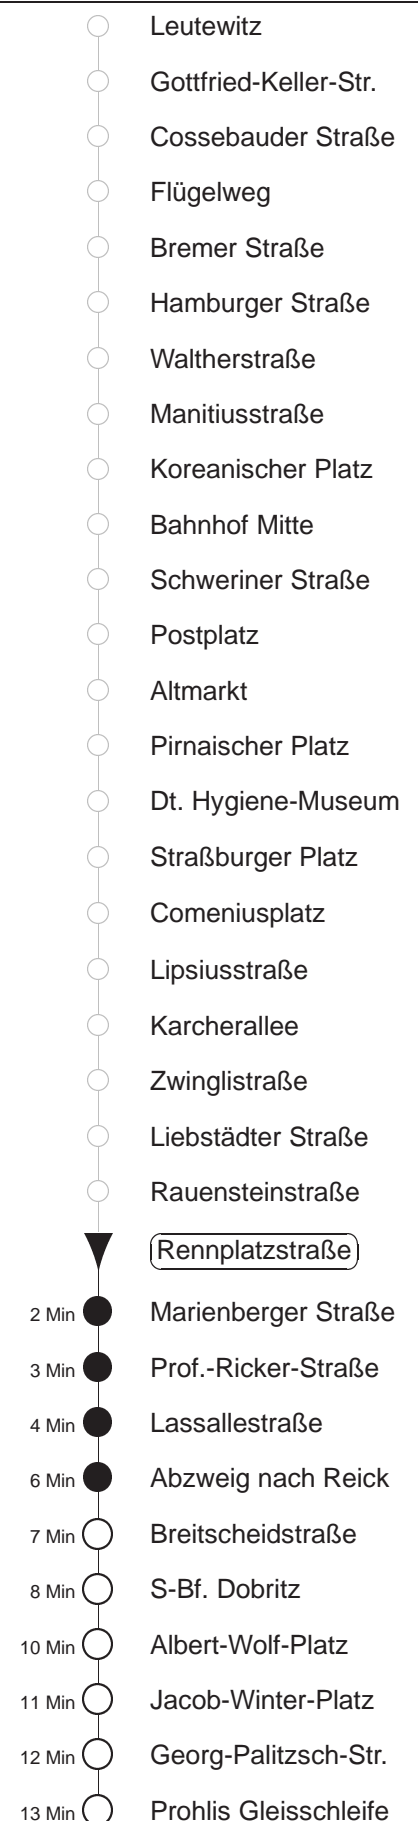 Leutewitz
Gottfried-Keller-Str.
Cossebauder Straße
Flügelweg
Bremer Straße
Hamburger Straße
Waltherstraße
Manitiusstraße
Koreanischer Platz
Bahnhof Mitte
Schweriner Straße
Postplatz
Altmarkt
Pirnaischer Platz
Dt. Hygiene-Museum
Straßburger Platz
Comeniusplatz
Lipsiusstraße
Karcherallee
Zwinglistraße
Liebstädter Straße
Rauensteinstraße
Rennplatzstraße
2 Min Marienberger Straße
3 Min Prof.-Ricker-Straße
4 Min Lassallestraße
6 Min Abzweig nach Reick
7 Min Breitscheidstraße
8 Min S-Bf. Dobritz
10 Min Albert-Wolf-Platz
11 Min Jacob-Winter-Platz
12 Min Georg-Palitzsch-Str.
13 Min Prohlis Gleisschleife